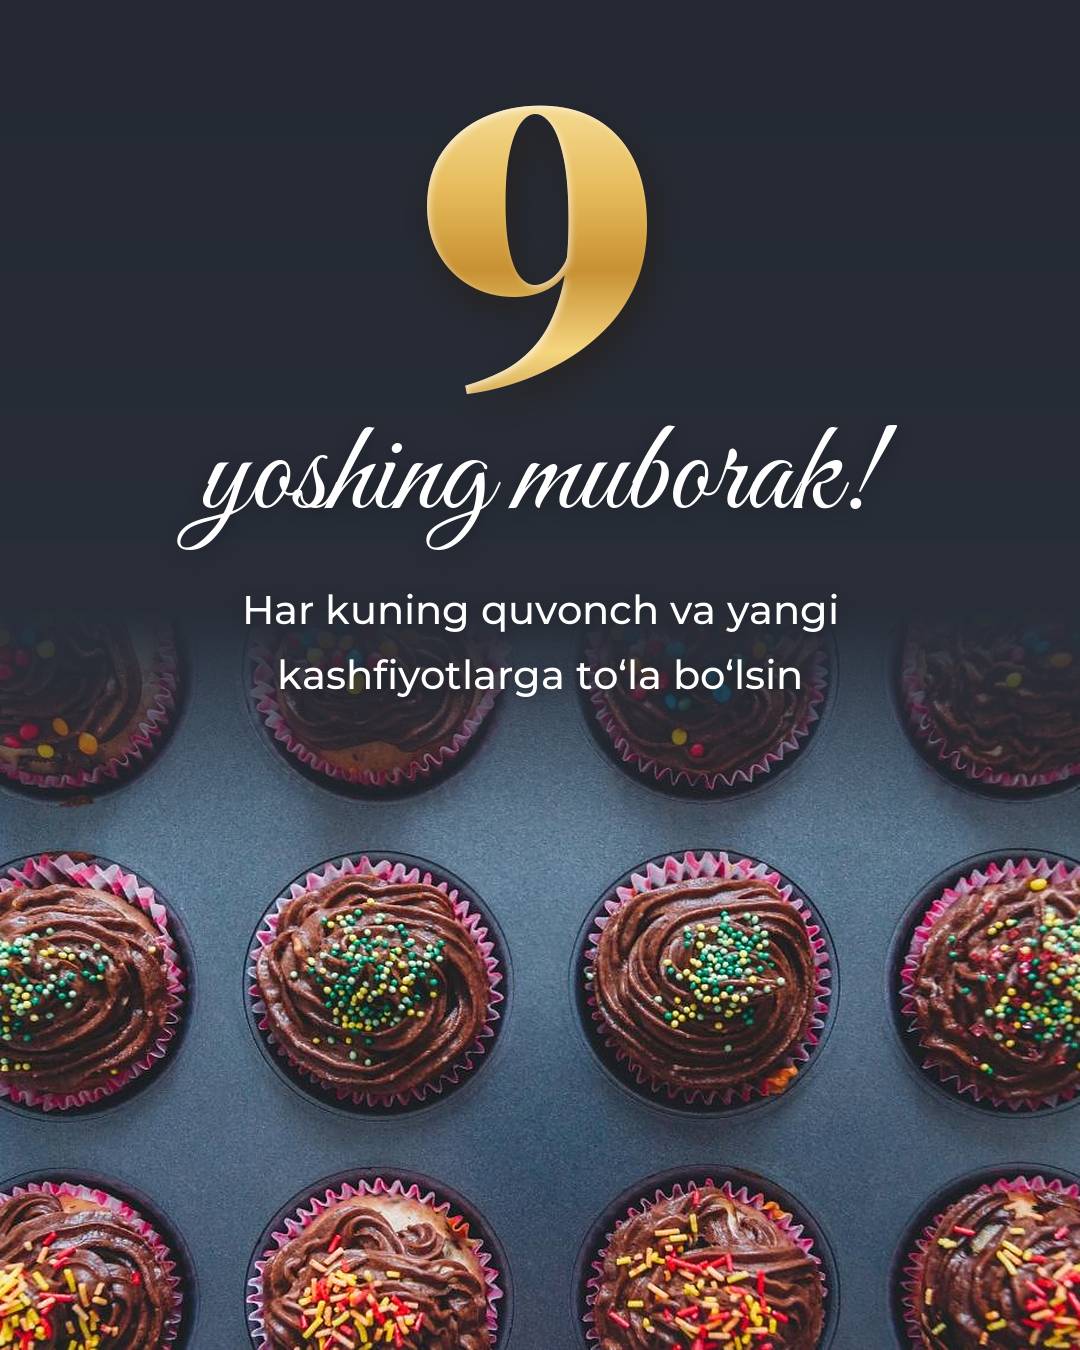 9
yoshing muborak!
Har kuning quvonch va yangi
kashfiyotlarga to‘la bo‘lsin